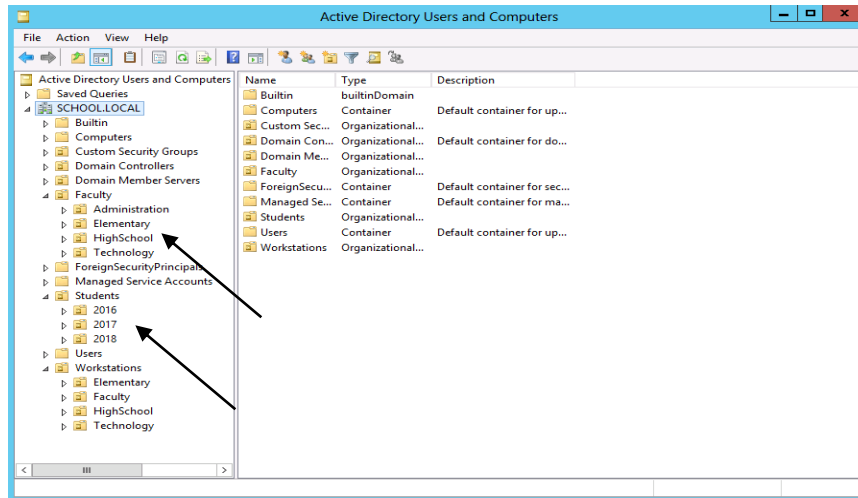 Active Directory Users and Computers
File Action View Help
Active Directory Users and Computers
Saved Queries
SCHOOL.LOCAL
Builtin
Computers
Custom Security Groups
Domain Controllers
Domain Member Servers
Faculty
Administration
Elementary
HighSchool
Technology
ForeignSecurityPrincipals
Managed Service Accounts
Students
2016
2017
2018
Users
Workstations
Elementary
Faculty
HighSchool
Technology
Name Type Description
Builtin builtinDomain
Computers Container Default container for up...
Custom Sec... Organizational...
Domain Con... Organizational... Default container for do...
Domain Me... Organizational...
Faculty Organizational...
ForeignSecu... Container Default container for sec...
Managed Se... Container Default container for ma...
Students Organizational...
Users Container Default container for up...
Workstations Organizational...